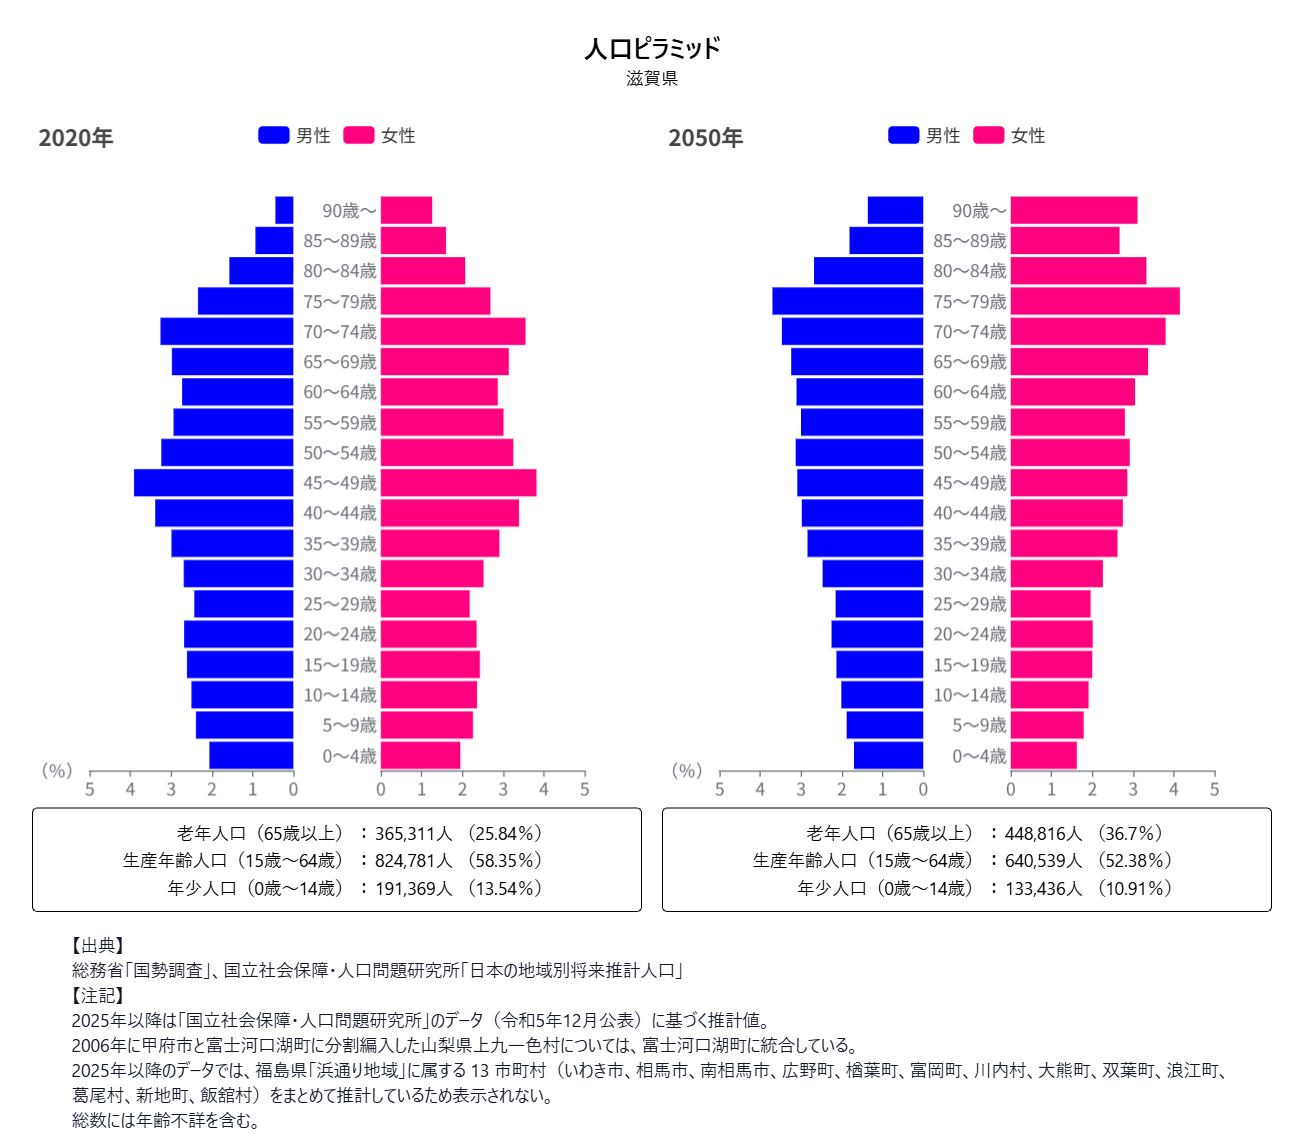 人口ピラミッド
滋賀県
2020年
男性 女性
90歳～
85～89歳
80～84歳
75～79歳
70～74歳
65～69歳
60～64歳
55～59歳
50～54歳
45～49歳
40～44歳
35～39歳
30～34歳
25～29歳
20～24歳
15～19歳
10～14歳
5～9歳
0～4歳
（%） 5 4 3 2 1 0 0 1 2 3 4 5
老年人口（65歳以上）：365,311人 （25.84%）
生産年齢人口（15歳～64歳）：824,781人 （58.35%）
年少人口（0歳～14歳）：191,369人 （13.54%）
2050年
男性 女性
90歳～
85～89歳
80～84歳
75～79歳
70～74歳
65～69歳
60～64歳
55～59歳
50～54歳
45～49歳
40～44歳
35～39歳
30～34歳
25～29歳
20～24歳
15～19歳
10～14歳
5～9歳
0～4歳
（%） 5 4 3 2 1 0 0 1 2 3 4 5
老年人口（65歳以上）：448,816人 （36.7%）
生産年齢人口（15歳～64歳）：640,539人 （52.38%）
年少人口（0歳～14歳）：133,436人 （10.91%）
【出典】
総務省「国勢調査」、国立社会保障・人口問題研究所「日本の地域別将来推計人口」
【注記】
2025年以降は「国立社会保障・人口問題研究所」のデータ（令和5年12月公表）に基づく推計値。
2006年に甲府市と富士河口湖町に分割編入した山梨県上九一色村については、富士河口湖町に統合している。
2025年以降のデータでは、福島県「浜通り地域」に属する 13 市町村（いわき市、相馬市、南相馬市、広野町、楢葉町、富岡町、川内村、大熊町、双葉町、浪江町、
葛尾村、新地町、飯舘村）をまとめて推計しているため表示されない。
総数には年齢不詳を含む。